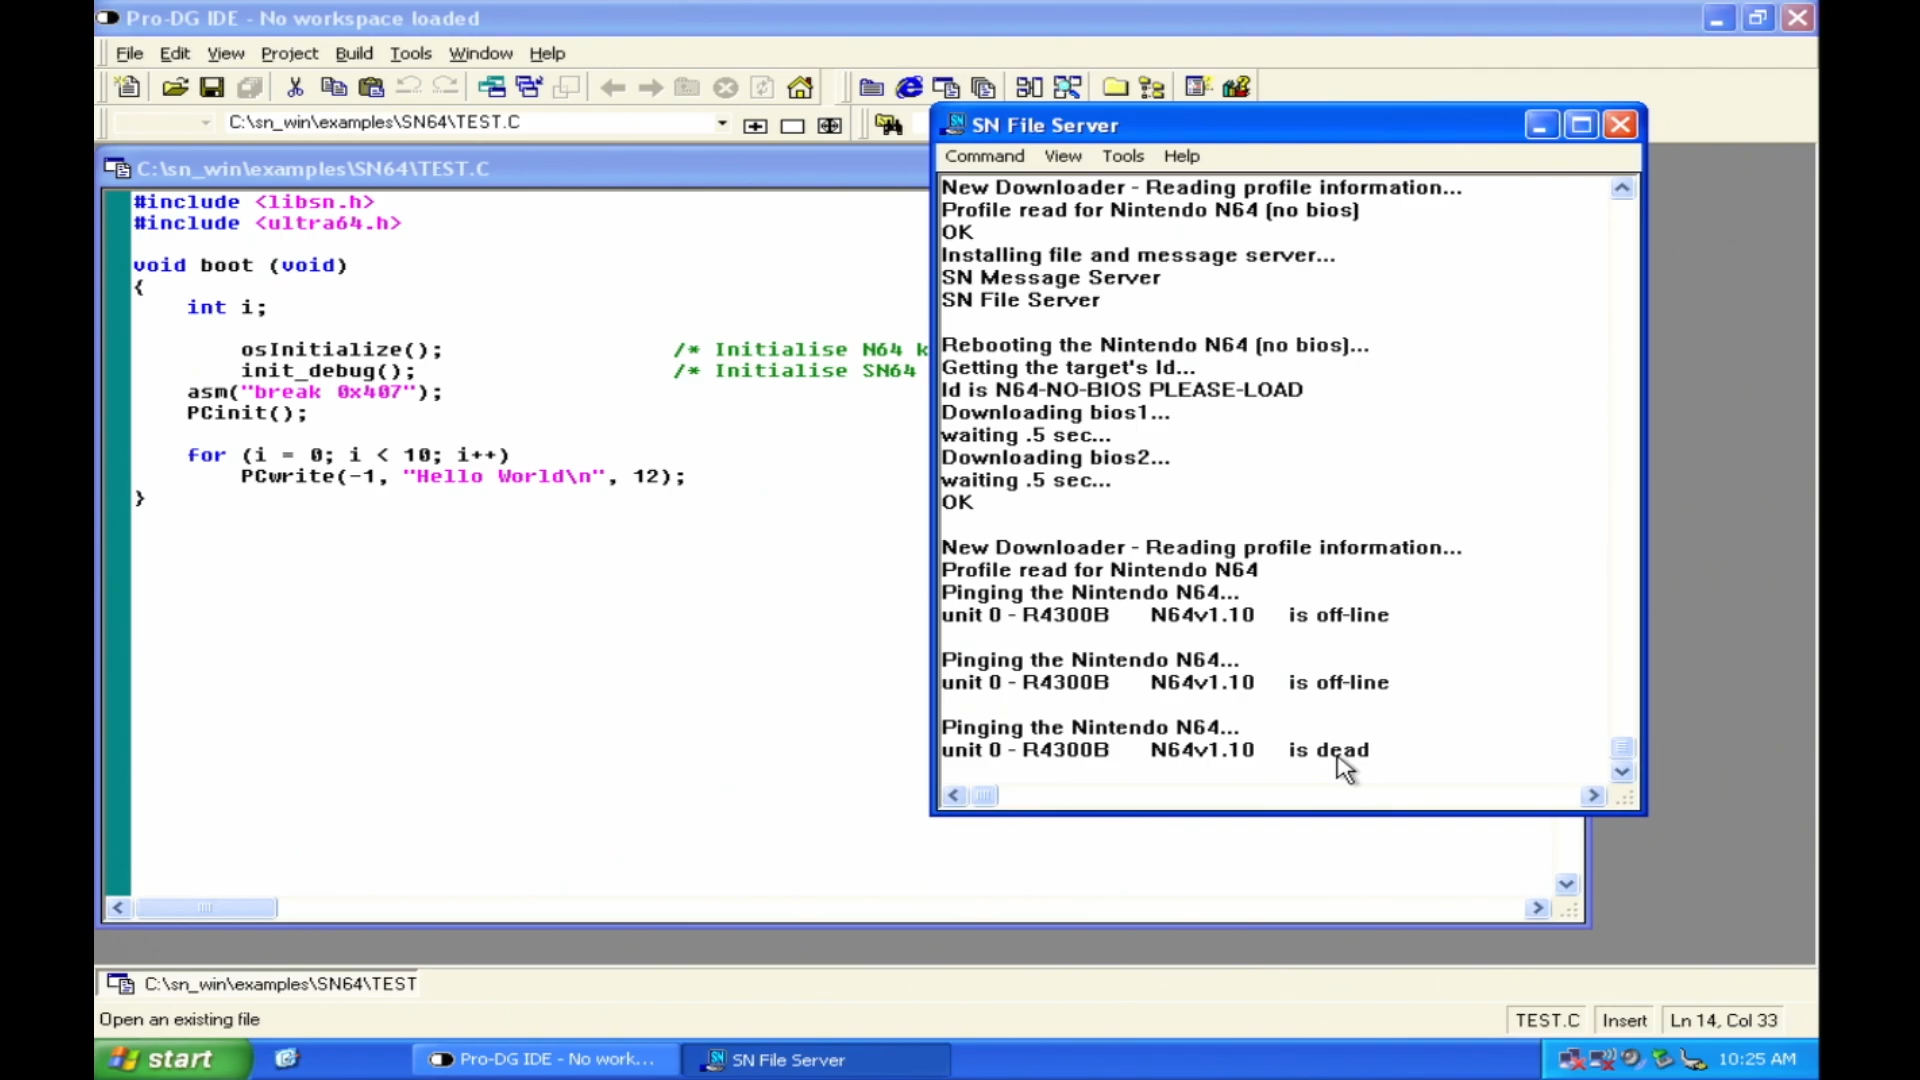 Pro-DG IDE - No workspace loaded
File Edit View Project Build Tools Window Help
C:\sn_win\examples\SN64\TEST.C
C:\sn_win\examples\SN64\TEST.C
#include <libsn.h>
#include <ultra64.h>
void boot (void)
{
int i;
osInitialize(); /* Initialise N64 k
init_debug(); /* Initialise SN64
asm("break 0x407");
PCinit();
for (i = 0; i < 10; i++)
PCwrite(-1, "Hello World\n", 12);
}
SN File Server
Command View Tools Help
New Downloader - Reading profile information...
Profile read for Nintendo N64 (no bios)
OK
Installing file and message server...
SN Message Server
SN File Server
Rebooting the Nintendo N64 (no bios)...
Getting the target's Id...
Id is N64-NO-BIOS PLEASE-LOAD
Downloading bios1...
waiting .5 sec...
Downloading bios2...
waiting .5 sec...
OK
New Downloader - Reading profile information...
Profile read for Nintendo N64
Pinging the Nintendo N64...
unit 0 - R4300B N64v1.10 is off-line
Pinging the Nintendo N64...
unit 0 - R4300B N64v1.10 is off-line
Pinging the Nintendo N64...
unit 0 - R4300B N64v1.10 is dead
C:\sn_win\examples\SN64\TEST
Open an existing file
TEST.C Insert Ln 14, Col 33
start Pro-DG IDE - No work... SN File Server 10:25 AM